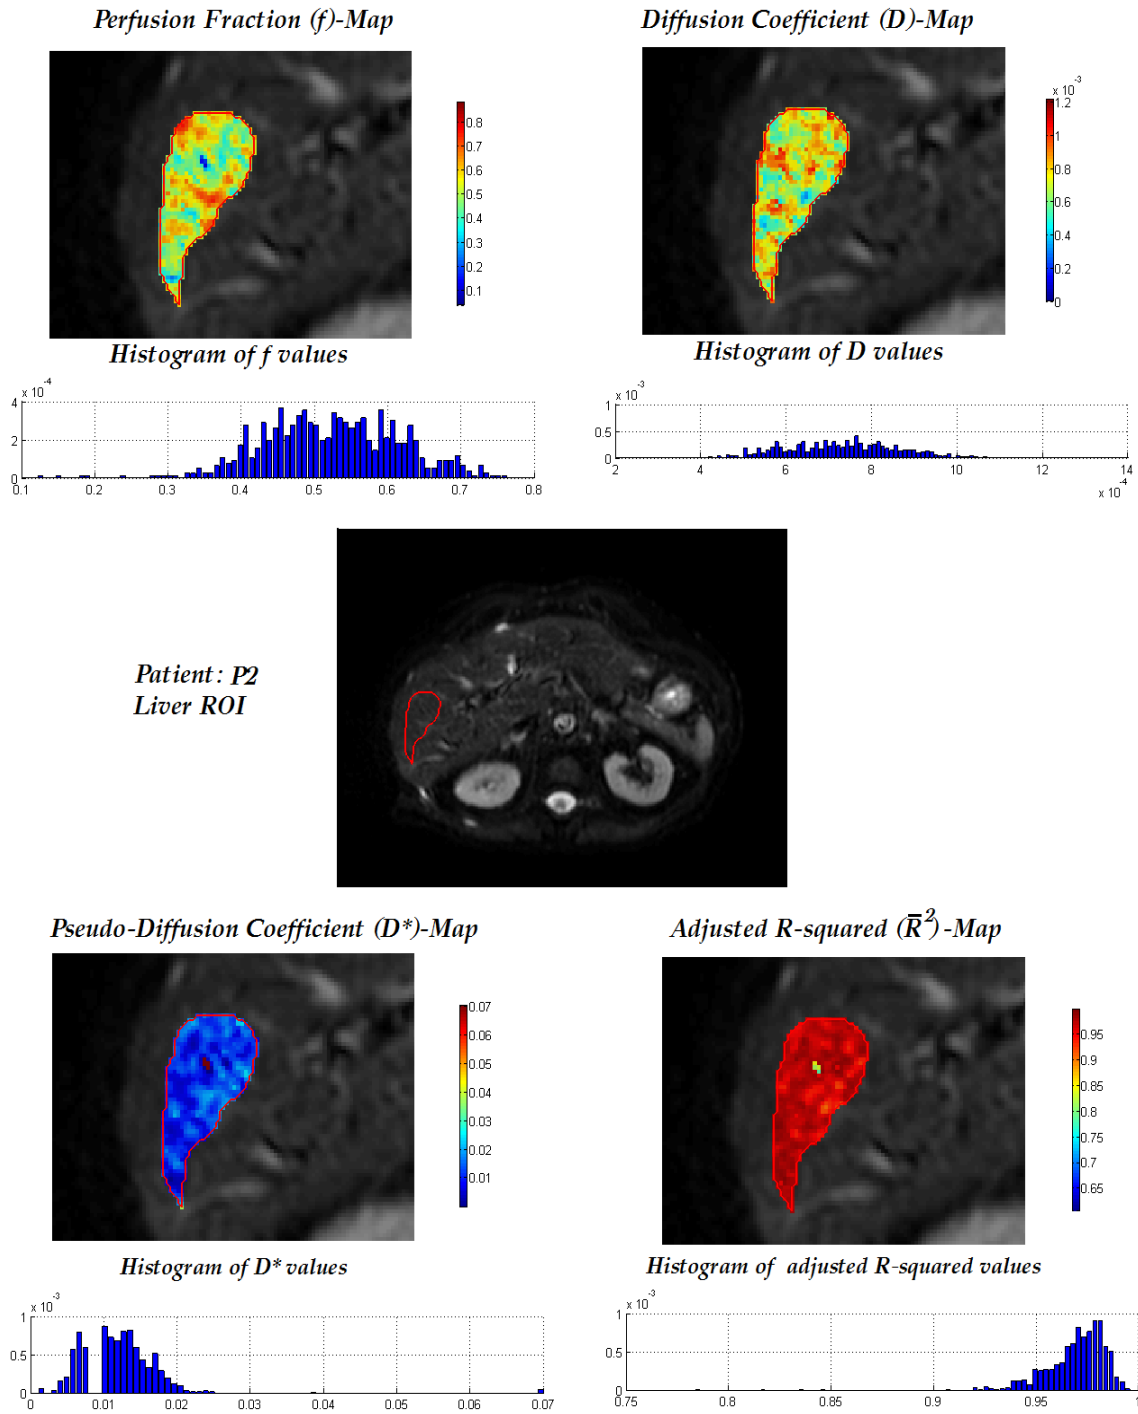 Perfusion Fraction (f)-Map
Diffusion Coefficient (D)-Map
0.8
0.7
0.6
0.5
0.4
0.3
0.2
0.1
x 10^-3
1.2
1
0.8
0.6
0.4
0.2
0
Histogram of f values
Histogram of D values
x 10^-4
4
2
0
0.1 0.2 0.3 0.4 0.5 0.6 0.7 0.8
x 10^-3
1
0.5
0
2 4 6 8 10 12 14
x 10^-4
Patient: P2
Liver ROI
Pseudo-Diffusion Coefficient (D*)-Map
Adjusted R-squared (R̅²)-Map
0.07
0.06
0.05
0.04
0.03
0.02
0.01
0.95
0.9
0.85
0.8
0.75
0.7
0.65
Histogram of D* values
Histogram of adjusted R-squared values
x 10^-3
1
0.5
0
0 0.01 0.02 0.03 0.04 0.05 0.06 0.07
x 10^-3
1
0.5
0
0.75 0.8 0.85 0.9 0.95 1